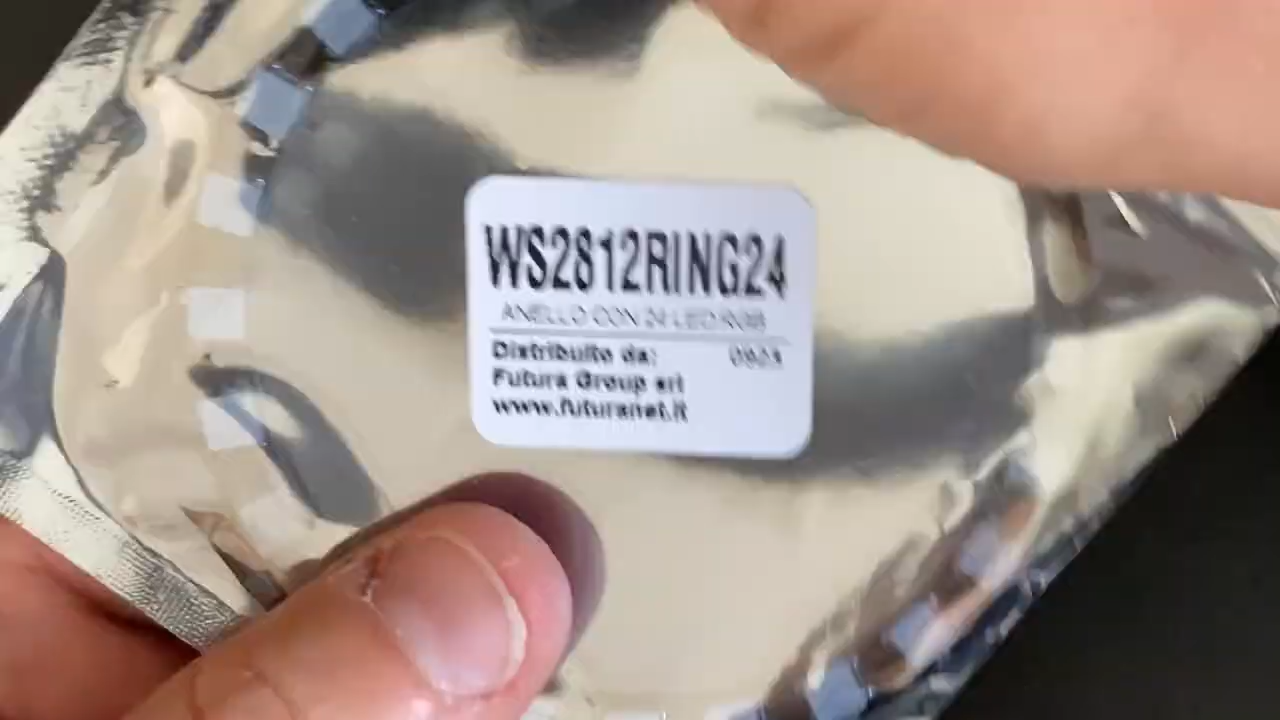 WS2812RING24
ANELLO CON 24 LED RGB
Distribuito da:
Futura Group srl
www.futuranet.it